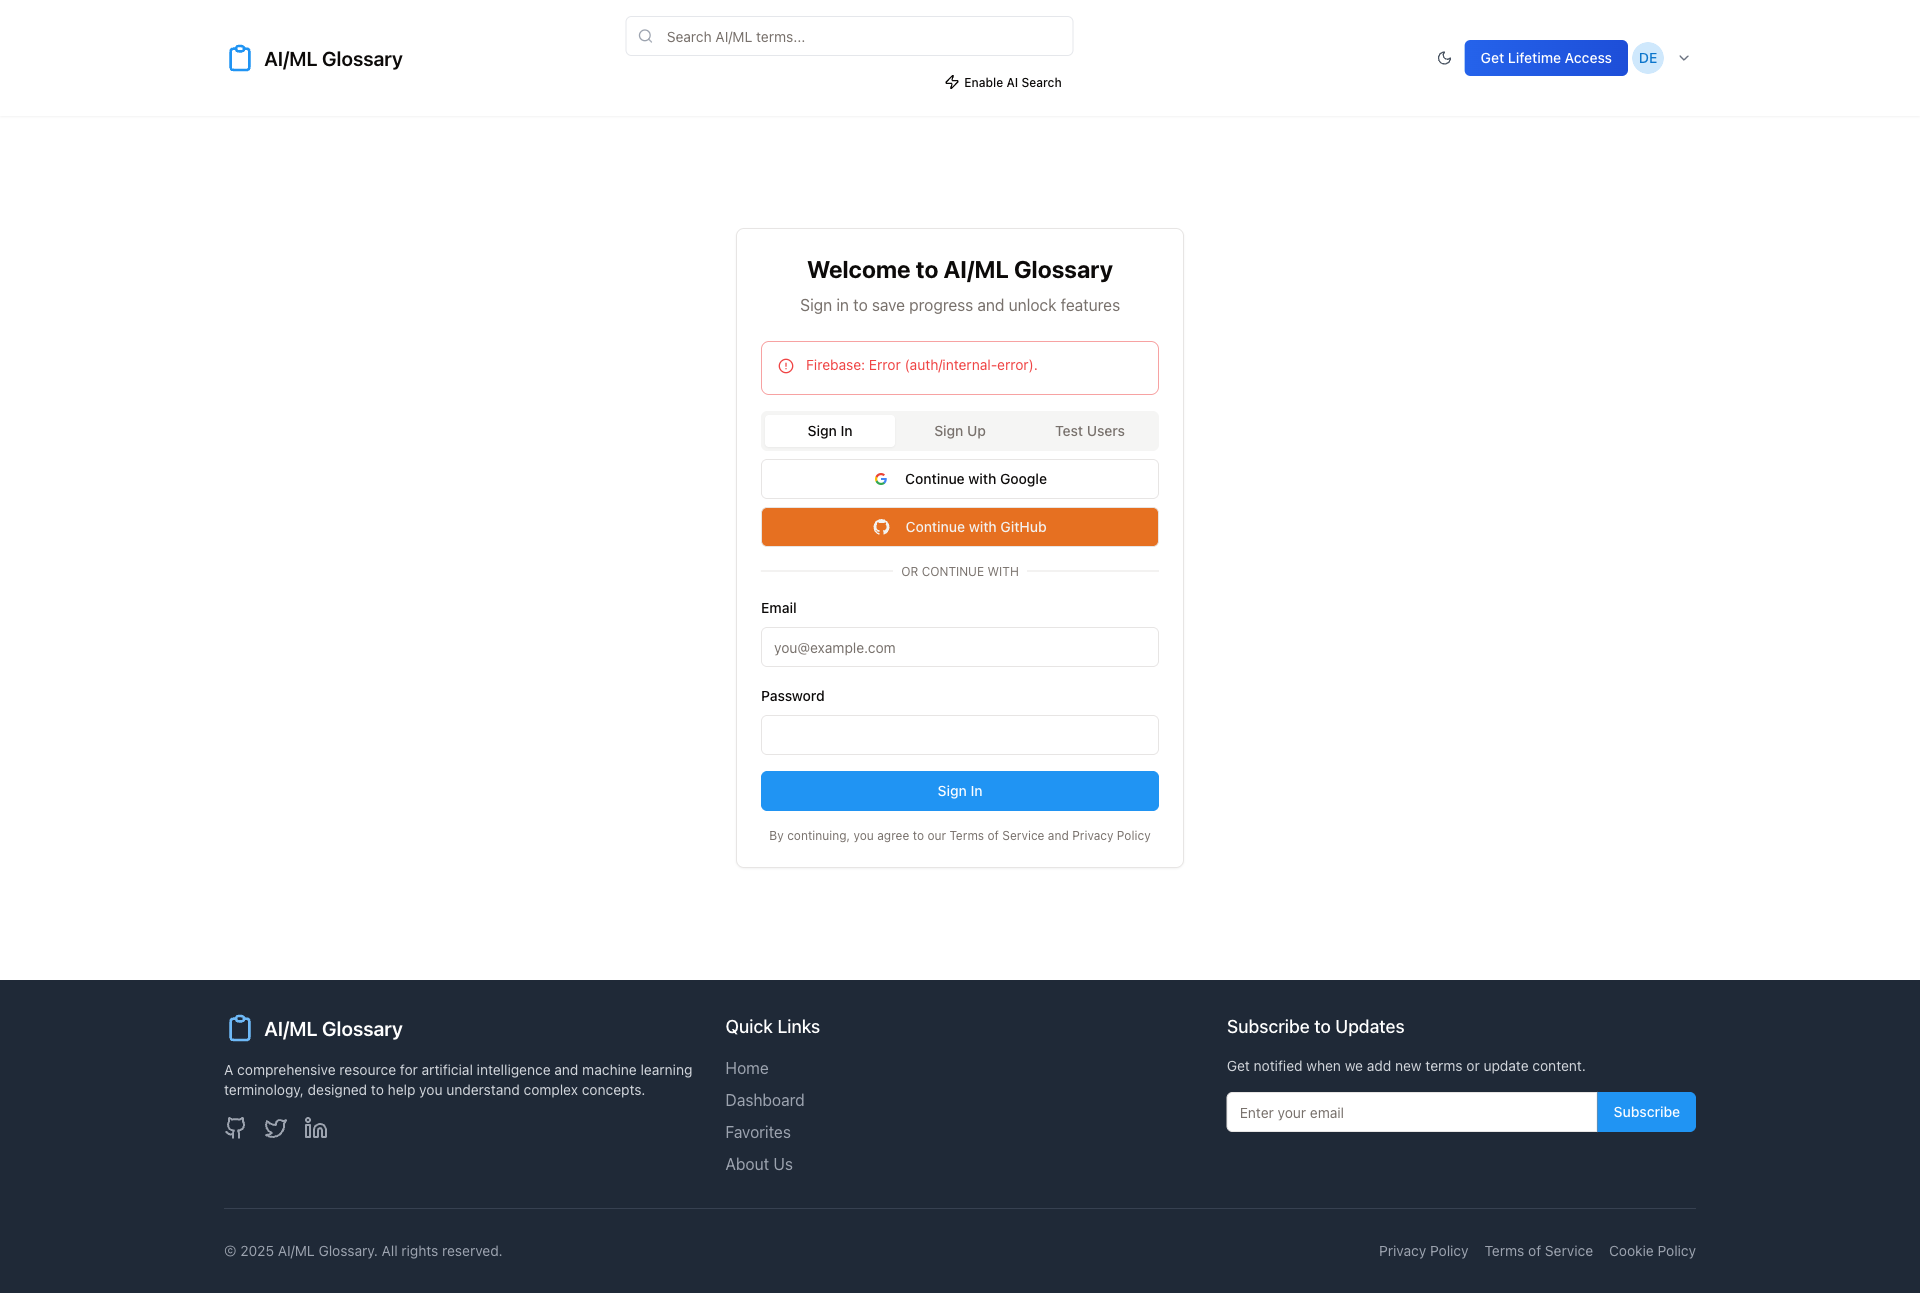 AI/ML Glossary
Search AI/ML terms...
Enable AI Search
Get Lifetime Access
DE
Welcome to AI/ML Glossary
Sign in to save progress and unlock features
Firebase: Error (auth/internal-error).
Sign In
Sign Up
Test Users
Continue with Google
Continue with GitHub
OR CONTINUE WITH
Email
you@example.com
Password
Sign In
By continuing, you agree to our Terms of Service and Privacy Policy
AI/ML Glossary
A comprehensive resource for artificial intelligence and machine learning
terminology, designed to help you understand complex concepts.
Quick Links
Home
Dashboard
Favorites
About Us
Subscribe to Updates
Get notified when we add new terms or update content.
Enter your email
Subscribe
© 2025 AI/ML Glossary. All rights reserved.
Privacy Policy
Terms of Service
Cookie Policy